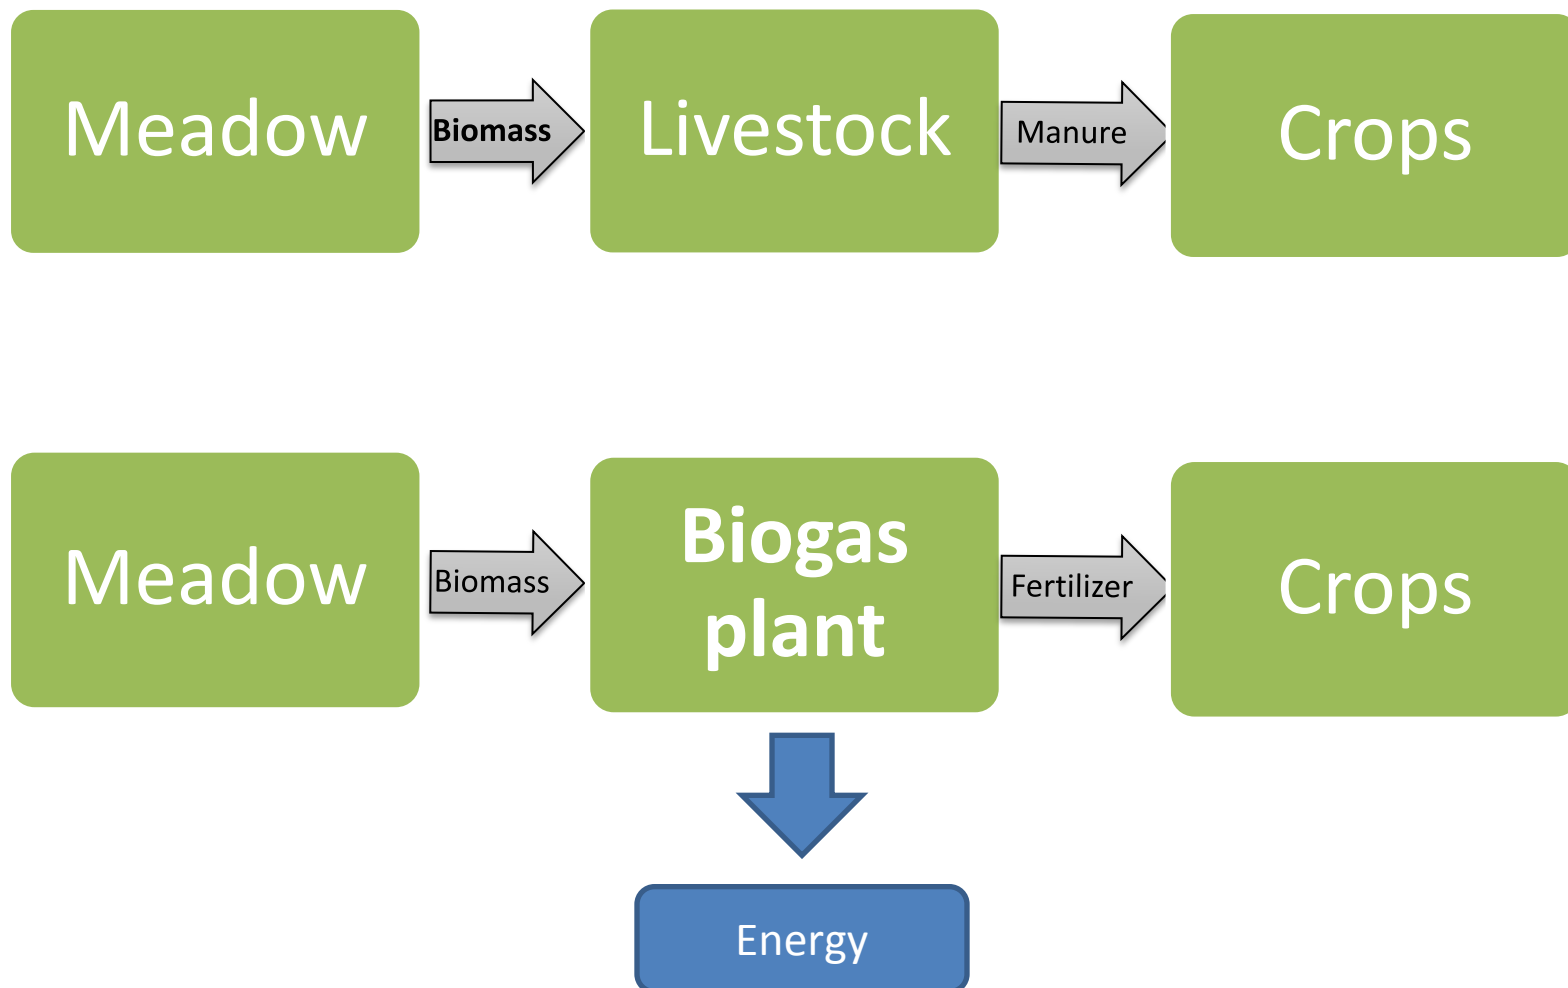 Meadow
Biomass
Livestock
Manure
Crops
Meadow
Biomass
Biogas
plant
Fertilizer
Crops
Energy